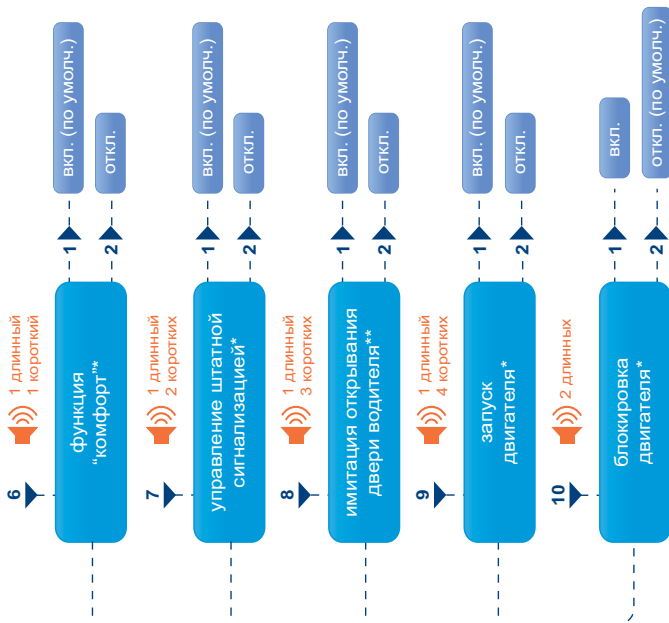 6
1 длинный
1 короткий
функция
“комфорт”*
1
вкл. (по умолч.)
2
откл.
7
1 длинный
2 коротких
управление штатной
сигнализацией*
1
вкл. (по умолч.)
2
откл.
8
1 длинный
3 коротких
имитация открывания
двери водителя**
1
вкл. (по умолч.)
2
откл.
9
1 длинный
4 коротких
запуск
двигателя*
1
вкл. (по умолч.)
2
откл.
10
2 длинных
блокировка
двигателя*
1
вкл.
2
откл. (по умолч.)